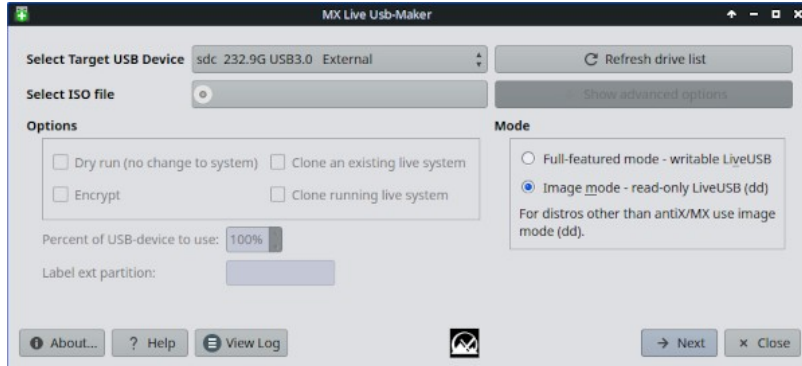 MX Live Usb-Maker
Select Target USB Device sdc 232.9G USB3.0 External Refresh drive list
Select ISO file Show advanced options
Options Mode
Dry run (no change to system) Clone an existing live system Full-featured mode - writable LiveUSB
Encrypt Clone running live system Image mode - read-only LiveUSB (dd)
For distros other than antiX/MX use image
mode (dd).
Percent of USB-device to use: 100%
Label ext partition:
About... ? Help View Log Next Close